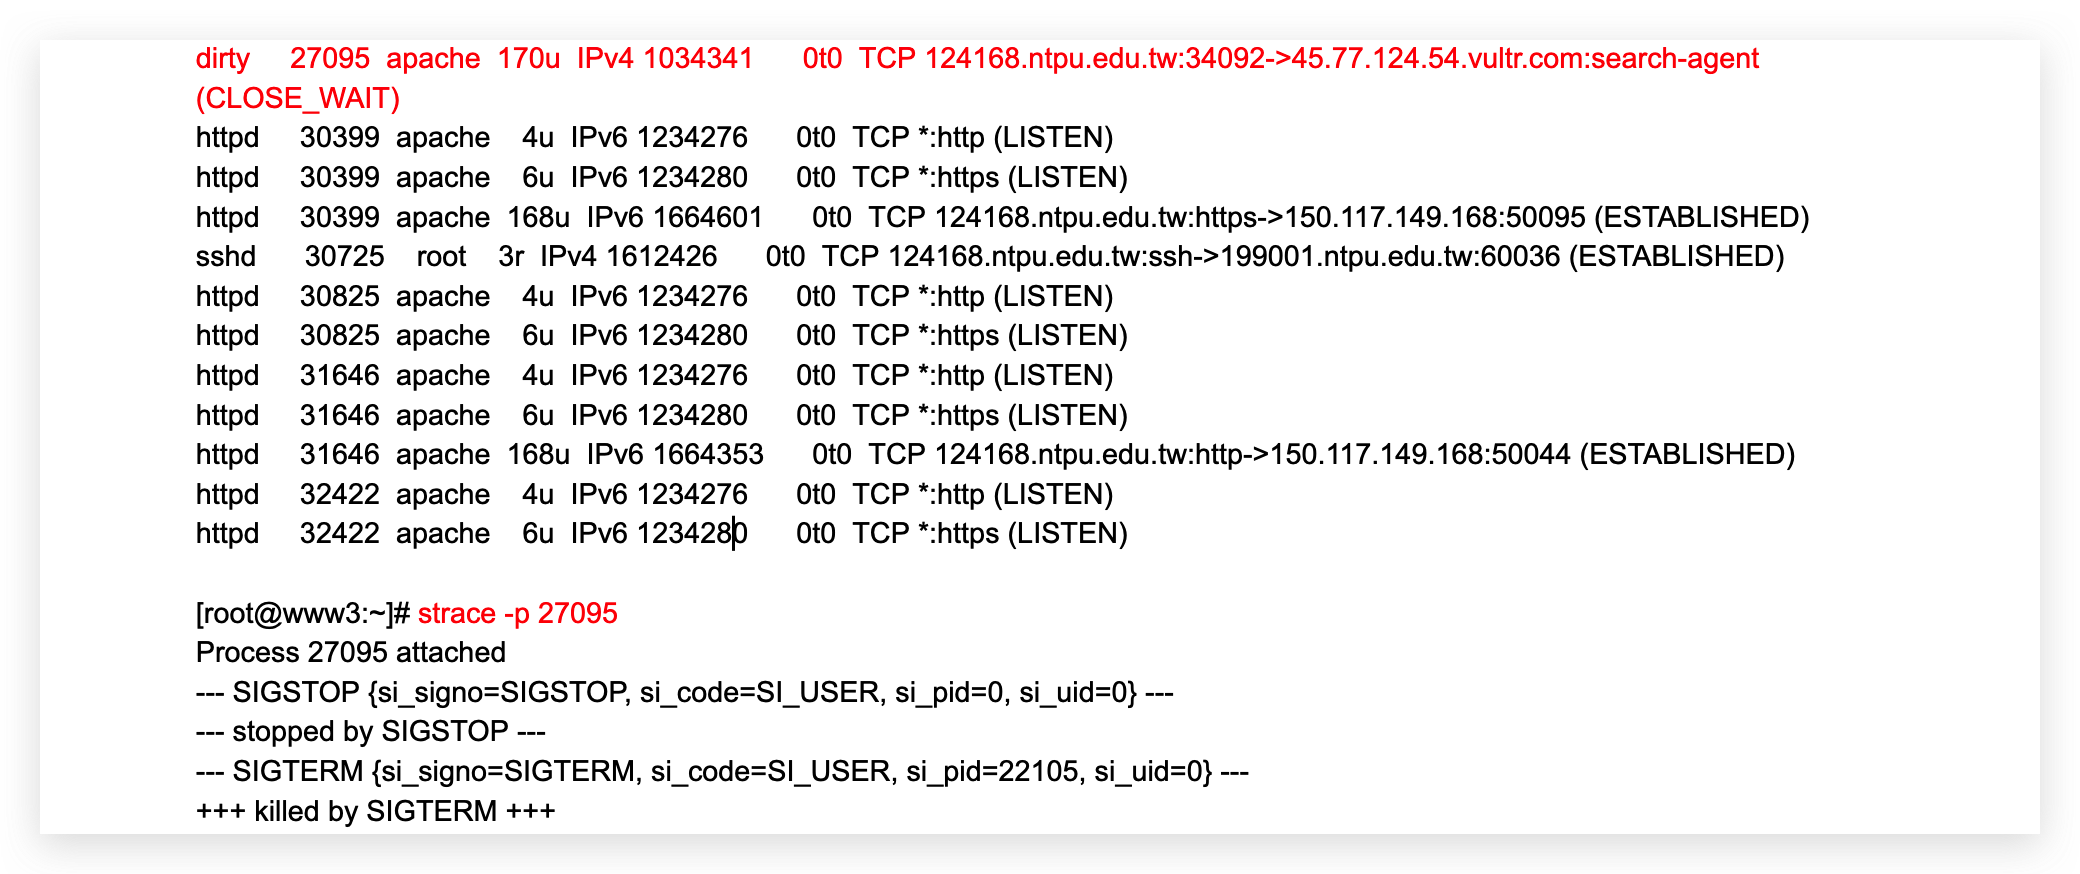 dirty 27095 apache 170u IPv4 1034341 0t0 TCP 124168.ntpu.edu.tw:34092->45.77.124.54.vultr.com:search-agent
(CLOSE_WAIT)
httpd 30399 apache 4u IPv6 1234276 0t0 TCP *:http (LISTEN)
httpd 30399 apache 6u IPv6 1234280 0t0 TCP *:https (LISTEN)
httpd 30399 apache 168u IPv6 1664601 0t0 TCP 124168.ntpu.edu.tw:https->150.117.149.168:50095 (ESTABLISHED)
sshd 30725 root 3r IPv4 1612426 0t0 TCP 124168.ntpu.edu.tw:ssh->199001.ntpu.edu.tw:60036 (ESTABLISHED)
httpd 30825 apache 4u IPv6 1234276 0t0 TCP *:http (LISTEN)
httpd 30825 apache 6u IPv6 1234280 0t0 TCP *:https (LISTEN)
httpd 31646 apache 4u IPv6 1234276 0t0 TCP *:http (LISTEN)
httpd 31646 apache 6u IPv6 1234280 0t0 TCP *:https (LISTEN)
httpd 31646 apache 168u IPv6 1664353 0t0 TCP 124168.ntpu.edu.tw:http->150.117.149.168:50044 (ESTABLISHED)
httpd 32422 apache 4u IPv6 1234276 0t0 TCP *:http (LISTEN)
httpd 32422 apache 6u IPv6 1234280 0t0 TCP *:https (LISTEN)
[root@www3:~]# strace -p 27095
Process 27095 attached
--- SIGSTOP {si_signo=SIGSTOP, si_code=SI_USER, si_pid=0, si_uid=0} ---
--- stopped by SIGSTOP ---
--- SIGTERM {si_signo=SIGTERM, si_code=SI_USER, si_pid=22105, si_uid=0} ---
+++ killed by SIGTERM +++